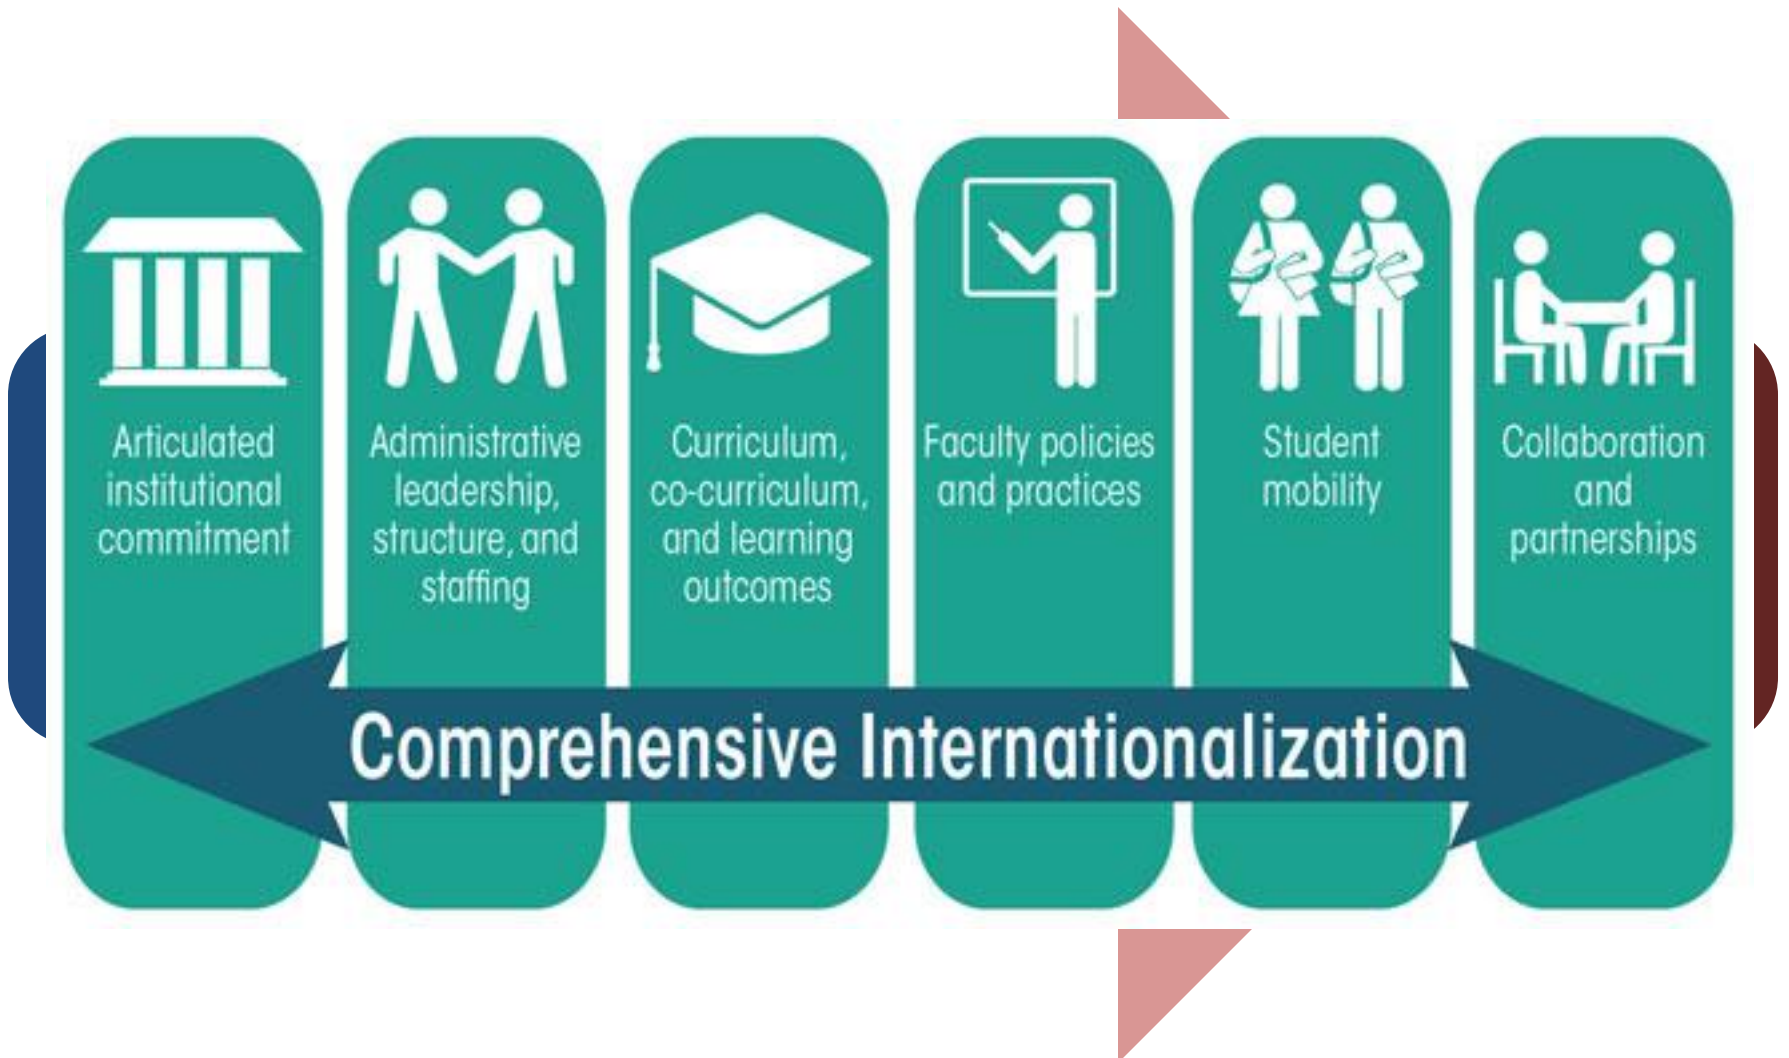 Articulated
institutional
commitment
Administrative
leadership,
structure, and
staffing
Curriculum,
co-curriculum,
and learning
outcomes
Faculty policies
and practices
Student
mobility
Collaboration
and
partnerships
Comprehensive Internationalization